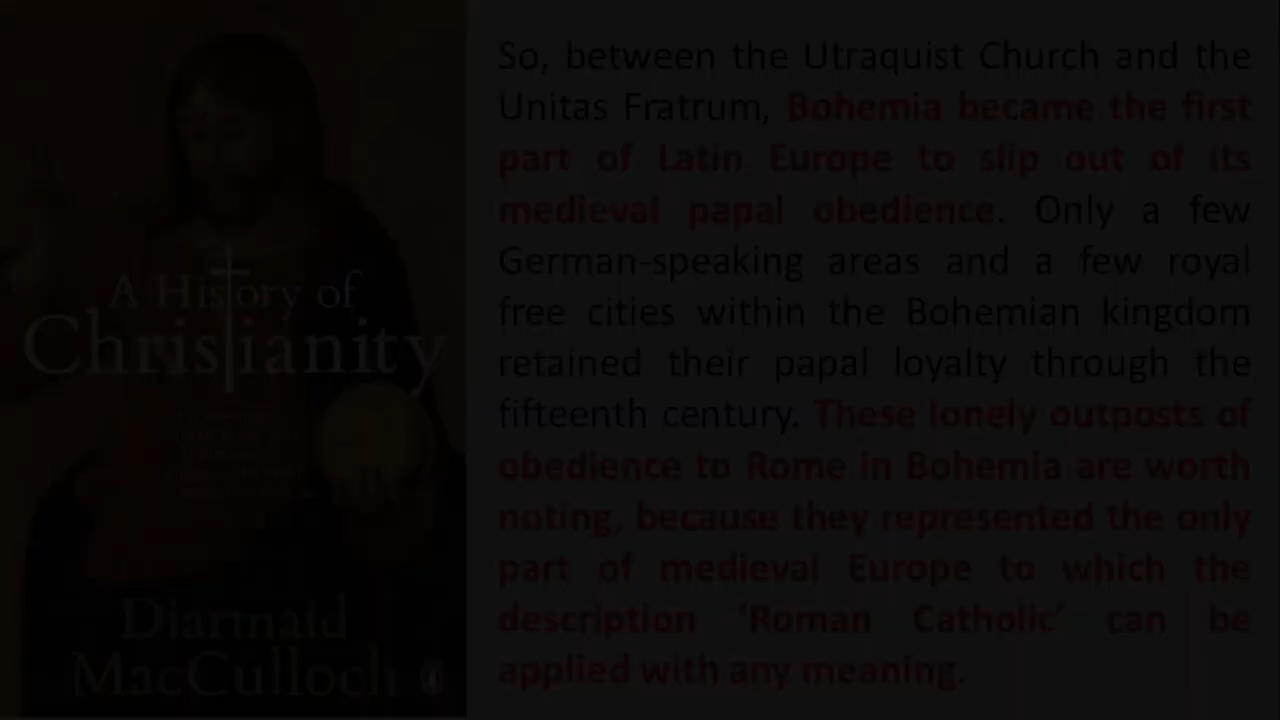 A History of
Christianity
Diarmaid
MacCulloch
So, between the Utraquist Church and the
Unitas Fratrum, Bohemia became the first
part of Latin Europe to slip out of its
medieval papal obedience. Only a few
German-speaking areas and a few royal
free cities within the Bohemian kingdom
retained their papal loyalty through the
fifteenth century. These lonely outposts of
obedience to Rome in Bohemia are worth
noting, because they represented the only
part of medieval Europe to which the
description ‘Roman Catholic’ can be
applied with any meaning.